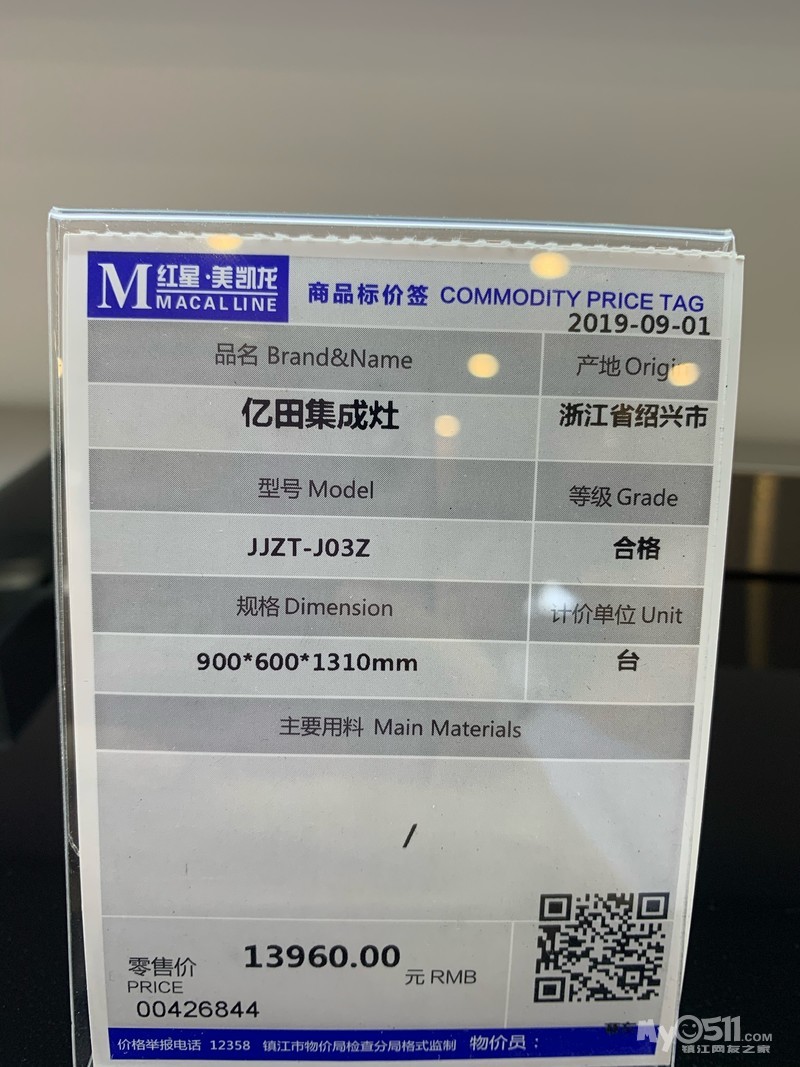 M 红星·美凯龙
MACALLINE
商品标价签 COMMODITY PRICE TAG
2019-09-01
品名 Brand&Name
产地 Origi
亿田集成灶
浙江省绍兴市
型号 Model
等级 Grade
JJZT-J03Z
合格
规格 Dimension
计价单位 Unit
900*600*1310mm
台
主要用料 Main Materials
/
零售价 13960.00 元 RMB
PRICE
00426844
价格举报电话 12358 镇江市物价局检查分局格式监制 物价员：
My0511.COM
镇江网友之家